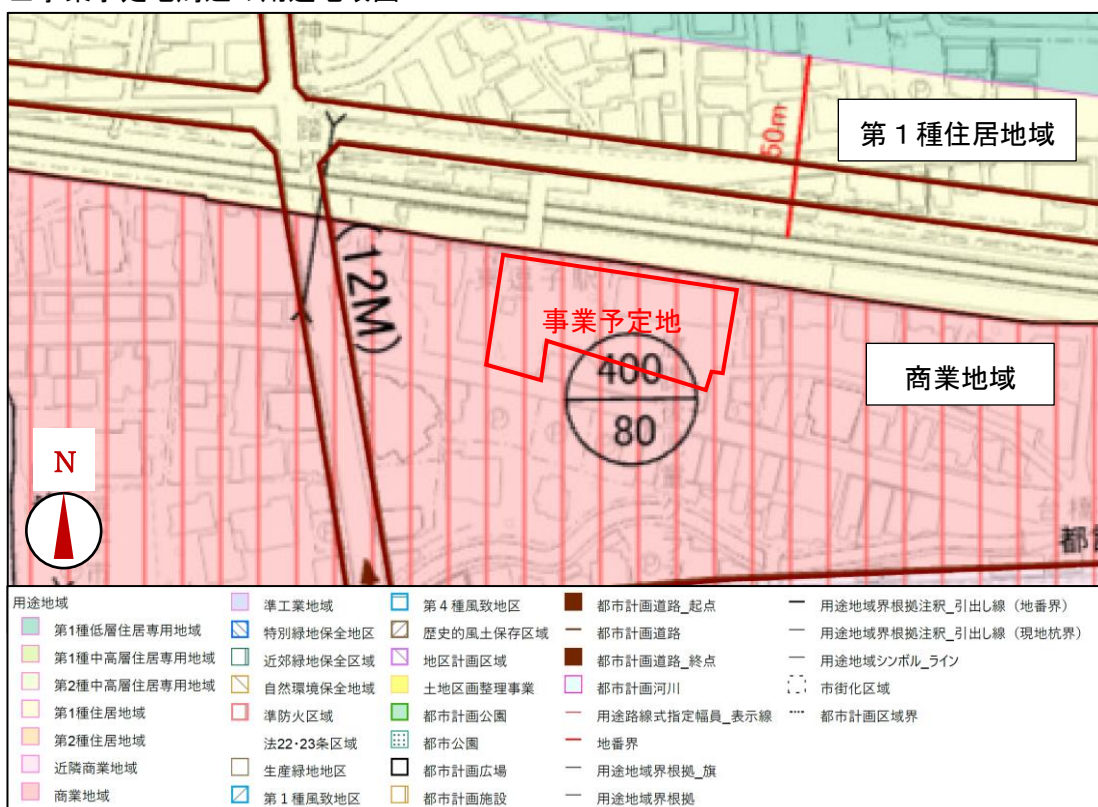 50m
第1種住居地域
(12M)
東逗子駅
事業予定地
400
80
商業地域
N
用途地域
第1種低層住居専用地域
第1種中高層住居専用地域
第2種中高層住居専用地域
第1種住居地域
第2種住居地域
近隣商業地域
商業地域
準工業地域
特別緑地保全地区
近郊緑地保全区域
自然環境保全地域
準防火区域
法22・23条区域
生産緑地地区
第1種風致地区
第4種風致地区
歴史的風土保存区域
地区計画区域
土地区画整理事業
都市計画公園
都市公園
都市計画広場
都市計画施設
都市計画道路_起点
都市計画道路
都市計画道路_終点
都市計画河川
用途路線式指定幅員_表示線
地番界
用途地域界根拠_旗
用途地域界根拠
用途地域界根拠注釈_引出し線（地番界）
用途地域界根拠注釈_引出し線（現地杭界）
用途地域シンボル_ライン
市街化区域
都市計画区域界